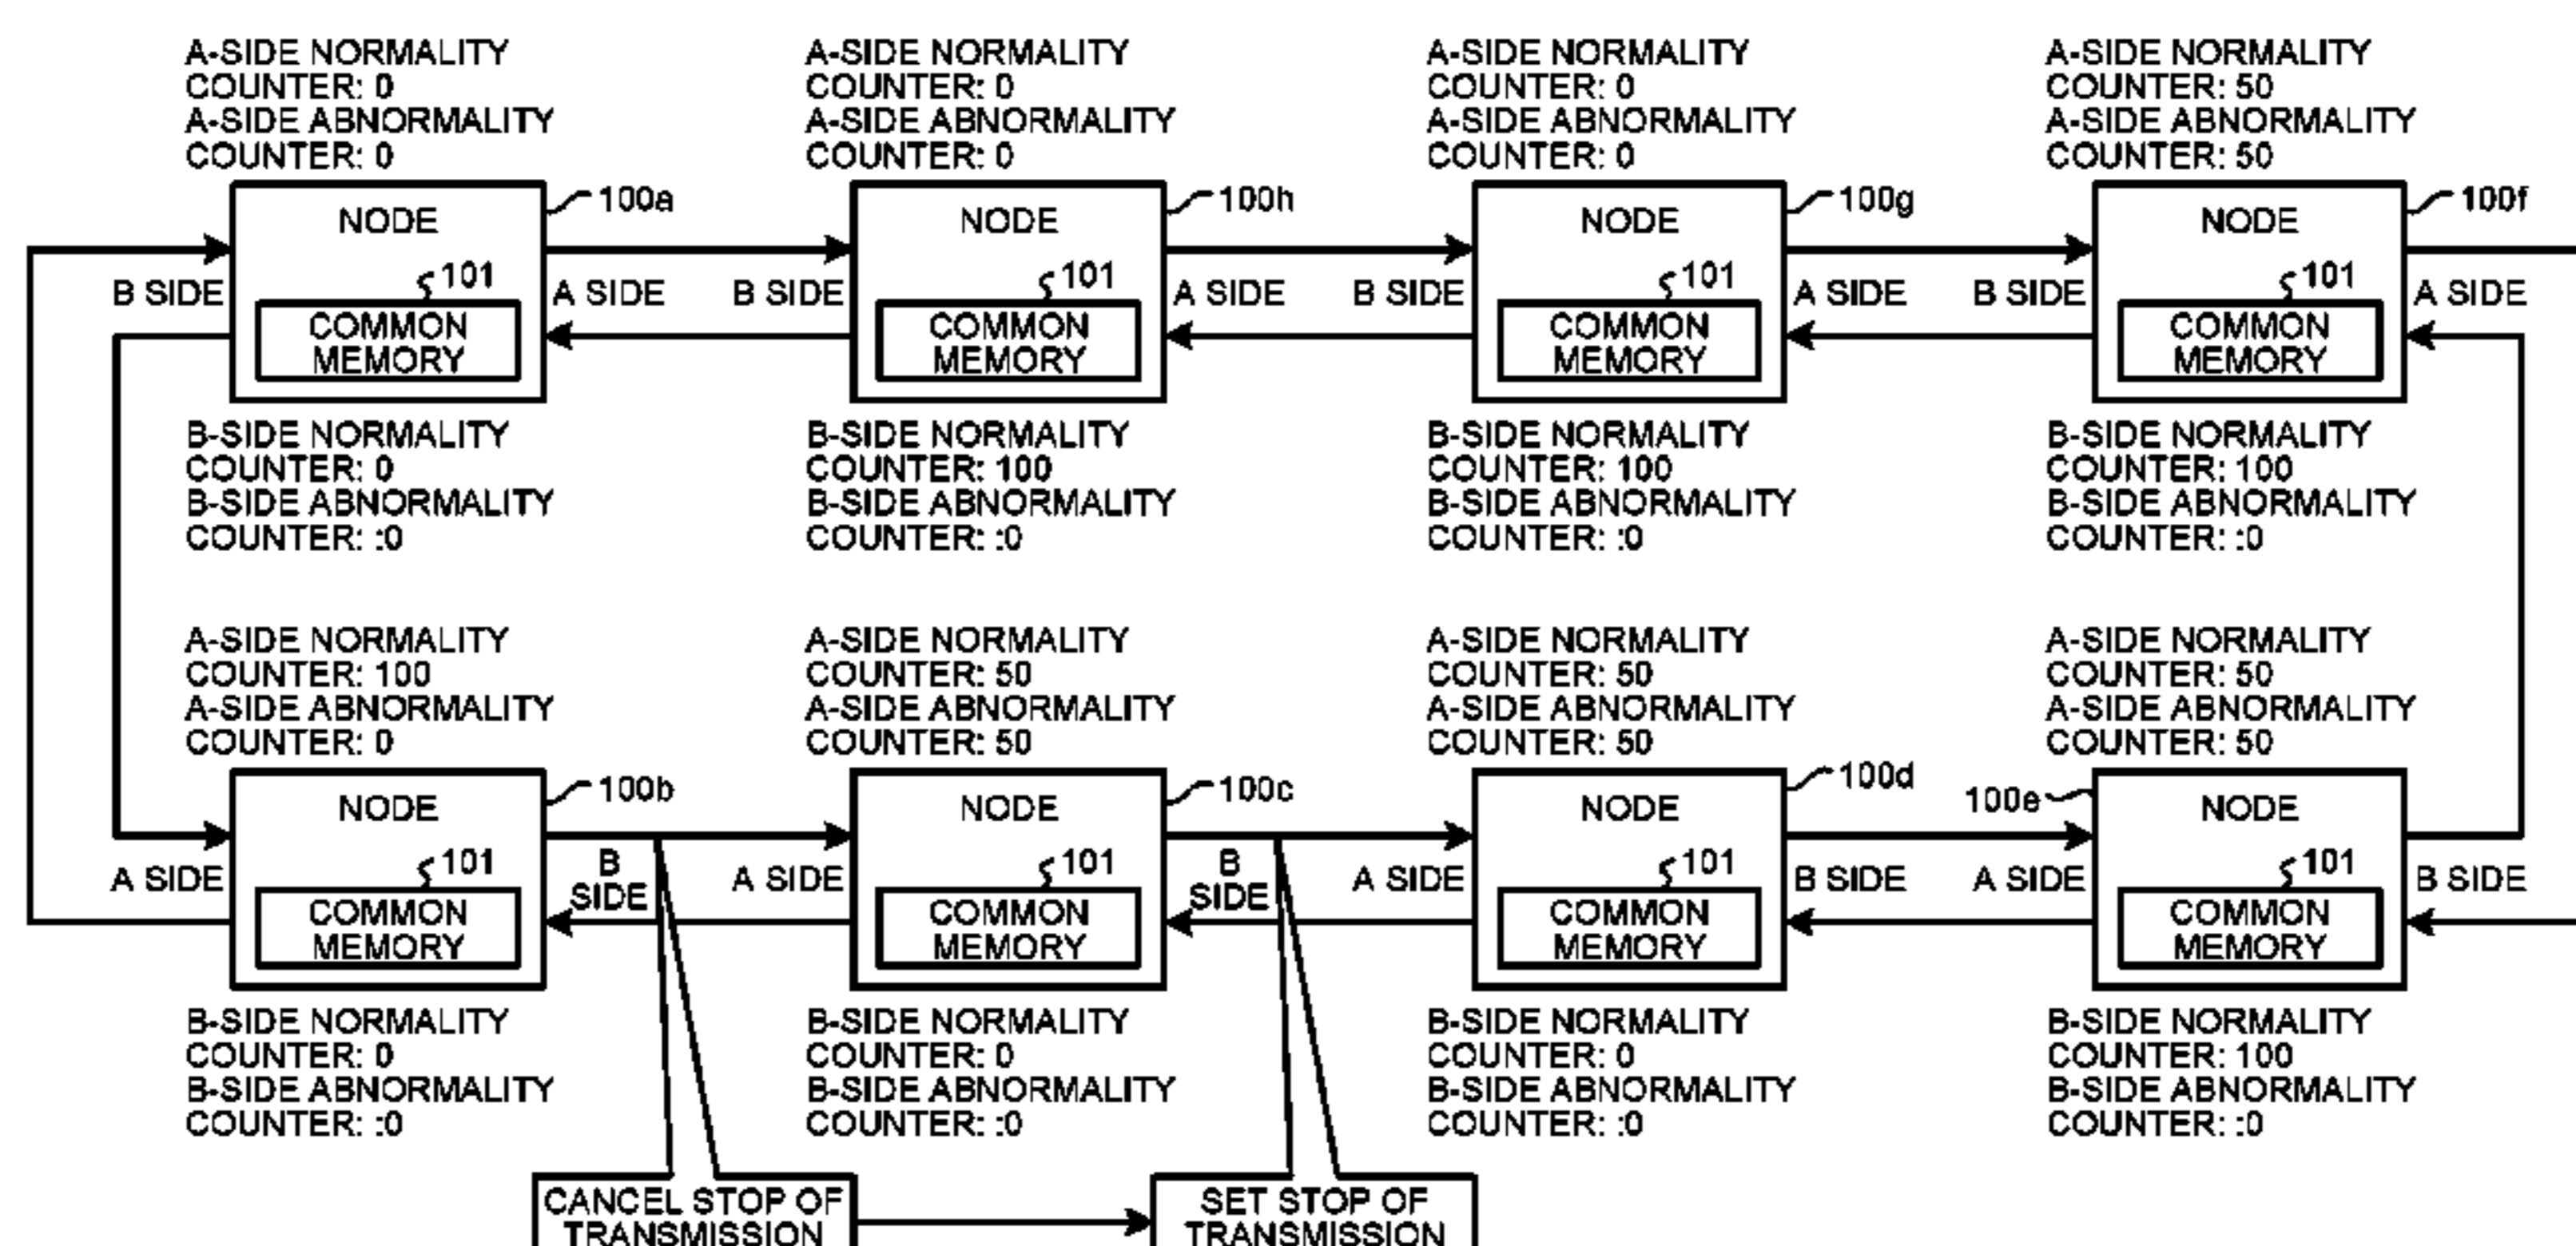 A-SIDE NORMALITY
COUNTER: 0
A-SIDE ABNORMALITY
COUNTER: 0
A-SIDE NORMALITY
COUNTER: 0
A-SIDE ABNORMALITY
COUNTER: 0
A-SIDE NORMALITY
COUNTER: 0
A-SIDE ABNORMALITY
COUNTER: 0
A-SIDE NORMALITY
COUNTER: 50
A-SIDE ABNORMALITY
COUNTER: 50
NODE
100a
B SIDE
101
COMMON
MEMORY
A SIDE
NODE
100h
B SIDE
101
COMMON
MEMORY
A SIDE
NODE
100g
B SIDE
101
COMMON
MEMORY
A SIDE
NODE
100f
B SIDE
101
COMMON
MEMORY
A SIDE
B-SIDE NORMALITY
COUNTER: 0
B-SIDE ABNORMALITY
COUNTER: :0
B-SIDE NORMALITY
COUNTER: 100
B-SIDE ABNORMALITY
COUNTER: :0
B-SIDE NORMALITY
COUNTER: 100
B-SIDE ABNORMALITY
COUNTER: :0
B-SIDE NORMALITY
COUNTER: 100
B-SIDE ABNORMALITY
COUNTER: :0
A-SIDE NORMALITY
COUNTER: 100
A-SIDE ABNORMALITY
COUNTER: 0
A-SIDE NORMALITY
COUNTER: 50
A-SIDE ABNORMALITY
COUNTER: 50
A-SIDE NORMALITY
COUNTER: 50
A-SIDE ABNORMALITY
COUNTER: 50
A-SIDE NORMALITY
COUNTER: 50
A-SIDE ABNORMALITY
COUNTER: 50
NODE
100b
A SIDE
101
COMMON
MEMORY
B
SIDE
NODE
100c
A SIDE
101
COMMON
MEMORY
B
SIDE
NODE
100d
A SIDE
101
COMMON
MEMORY
B SIDE
NODE
100e
A SIDE
101
COMMON
MEMORY
B SIDE
B-SIDE NORMALITY
COUNTER: 0
B-SIDE ABNORMALITY
COUNTER: :0
B-SIDE NORMALITY
COUNTER: 0
B-SIDE ABNORMALITY
COUNTER: :0
B-SIDE NORMALITY
COUNTER: 0
B-SIDE ABNORMALITY
COUNTER: :0
B-SIDE NORMALITY
COUNTER: 100
B-SIDE ABNORMALITY
COUNTER: :0
CANCEL STOP OF
TRANSMISSION
SET STOP OF
TRANSMISSION